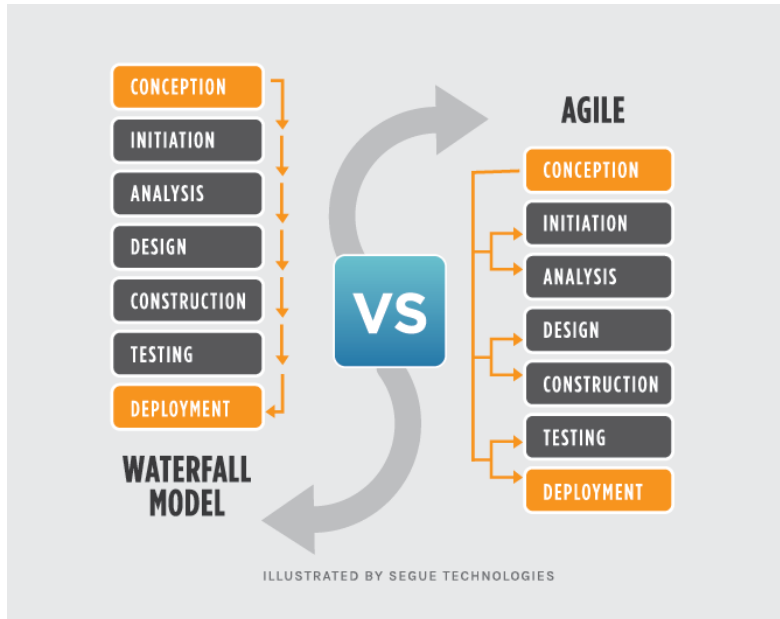 CONCEPTION
INITIATION
ANALYSIS
DESIGN
CONSTRUCTION
TESTING
DEPLOYMENT
WATERFALL
MODEL
VS
AGILE
CONCEPTION
INITIATION
ANALYSIS
DESIGN
CONSTRUCTION
TESTING
DEPLOYMENT
ILLUSTRATED BY SEGUE TECHNOLOGIES